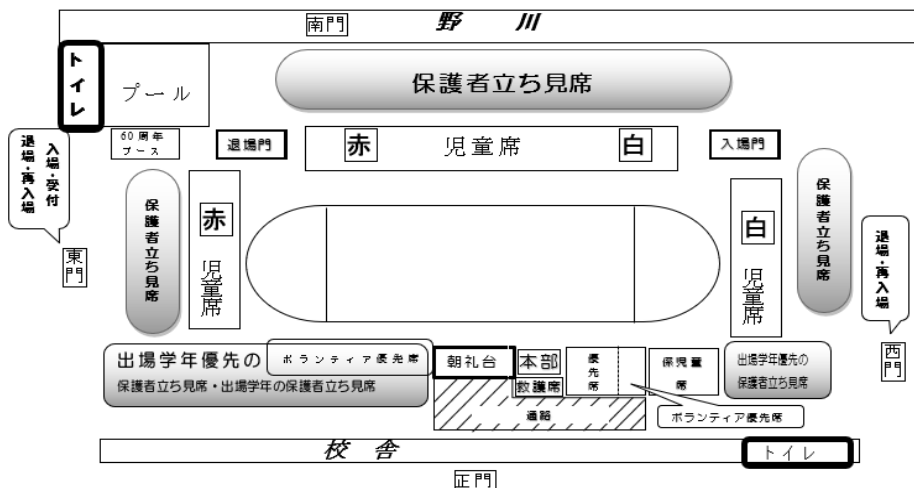 南門
野 川
トイレ
プール
保護者立ち見席
60周年
ブース
退場門
赤 児童席 白
入場門
入場・受付
退場・再入場
東門
保護者立ち見席
赤 児童席
白 児童席
保護者立ち見席
退場・再入場
西門
出場学年優先の
保護者立ち見席・出場学年の保護者立ち見席
ボランティア優先席
朝礼台
本部
救護席
優先席
係児童
席
出場学年優先の
保護者立ち見席
通路
ボランティア優先席
校 舎
トイレ
正門